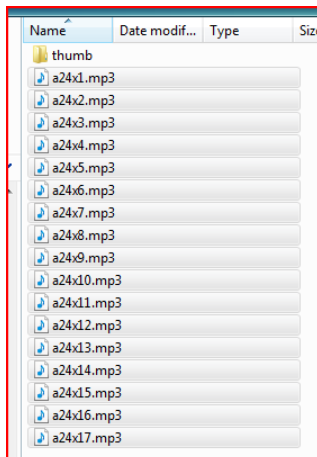 Name Date modif... Type Siz
thumb
a24x1.mp3
a24x2.mp3
a24x3.mp3
a24x4.mp3
a24x5.mp3
a24x6.mp3
a24x7.mp3
a24x8.mp3
a24x9.mp3
a24x10.mp3
a24x11.mp3
a24x12.mp3
a24x13.mp3
a24x14.mp3
a24x15.mp3
a24x16.mp3
a24x17.mp3